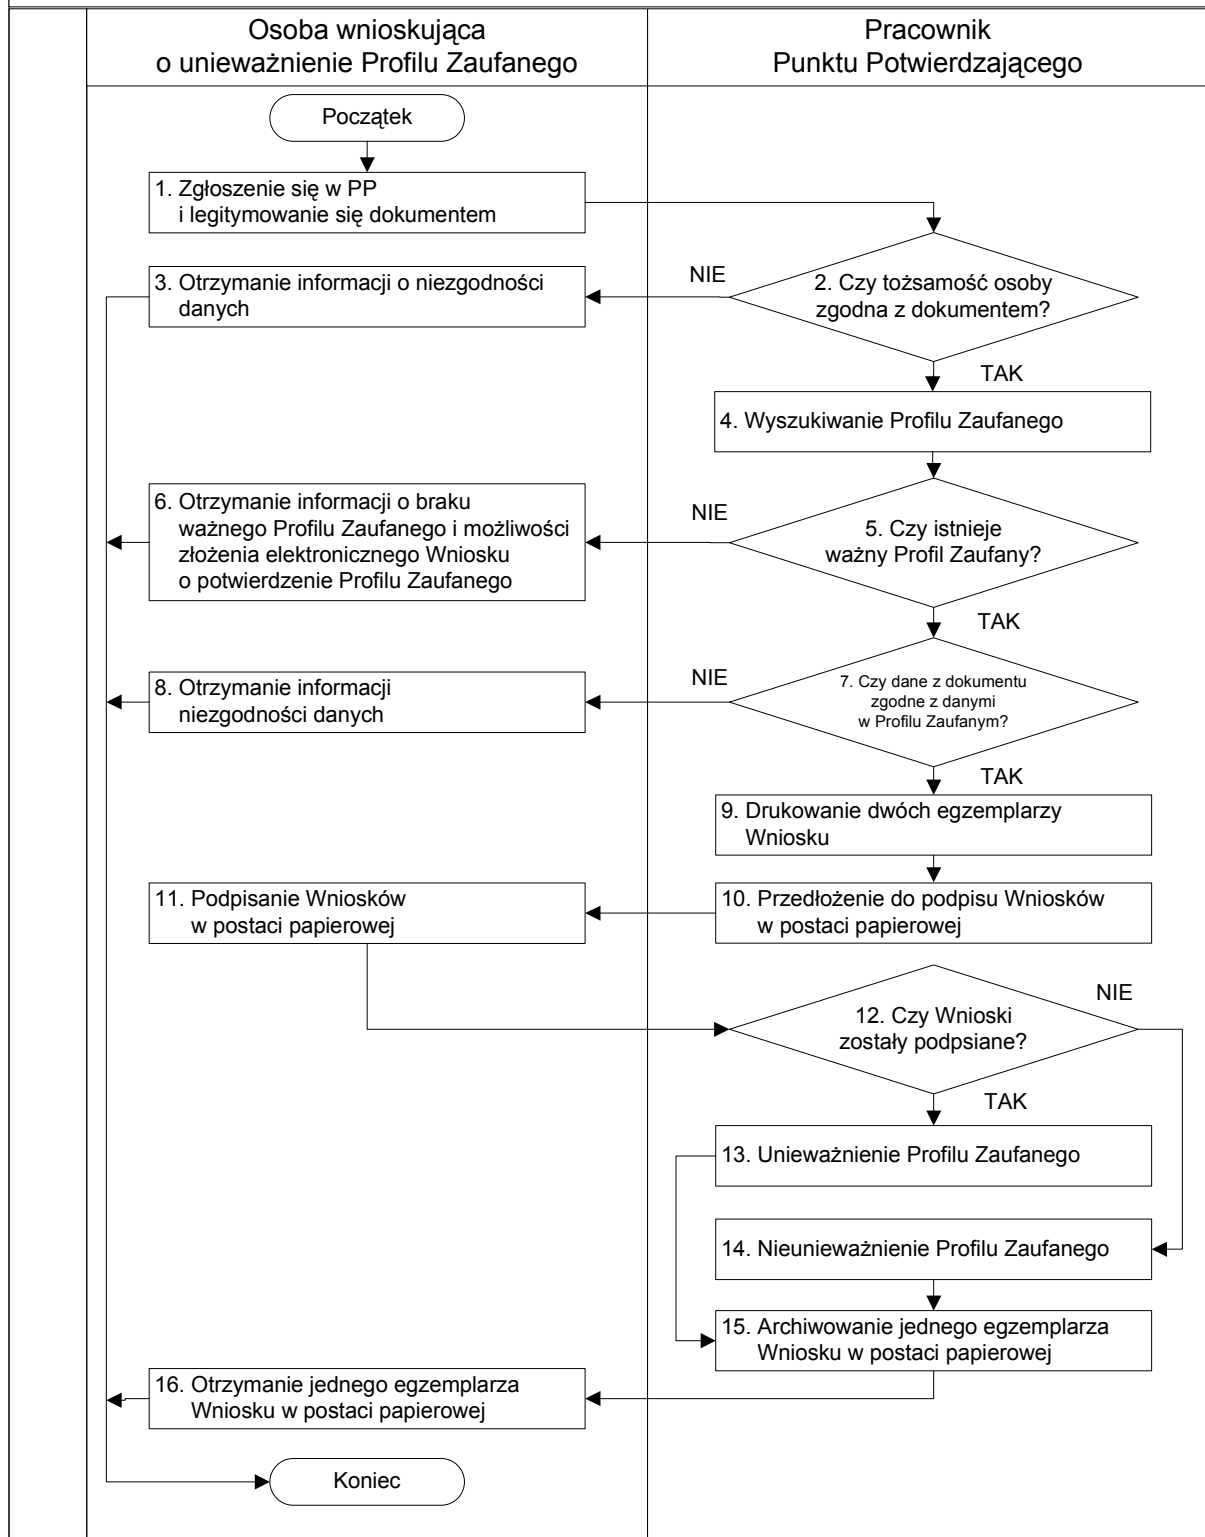 Osoba wnioskująca
o unieważnienie Profilu Zaufanego
Pracownik
Punktu Potwierdzającego
Początek
1. Zgłoszenie się w PP
i legitymowanie się dokumentem
2. Czy tożsamość osoby
zgodna z dokumentem?
NIE
3. Otrzymanie informacji o niezgodności
danych
TAK
4. Wyszukiwanie Profilu Zaufanego
5. Czy istnieje
ważny Profil Zaufany?
NIE
6. Otrzymanie informacji o braku
ważnego Profilu Zaufanego i możliwości
złożenia elektronicznego Wniosku
o potwierdzenie Profilu Zaufanego
TAK
7. Czy dane z dokumentu
zgodne z danymi
w Profilu Zaufanym?
NIE
8. Otrzymanie informacji
niezgodności danych
TAK
9. Drukowanie dwóch egzemplarzy
Wniosku
10. Przedłożenie do podpisu Wniosków
w postaci papierowej
11. Podpisanie Wniosków
w postaci papierowej
12. Czy Wnioski
zostały podpsiane?
NIE
TAK
13. Unieważnienie Profilu Zaufanego
14. Nieunieważnienie Profilu Zaufanego
15. Archiwowanie jednego egzemplarza
Wniosku w postaci papierowej
16. Otrzymanie jednego egzemplarza
Wniosku w postaci papierowej
Koniec